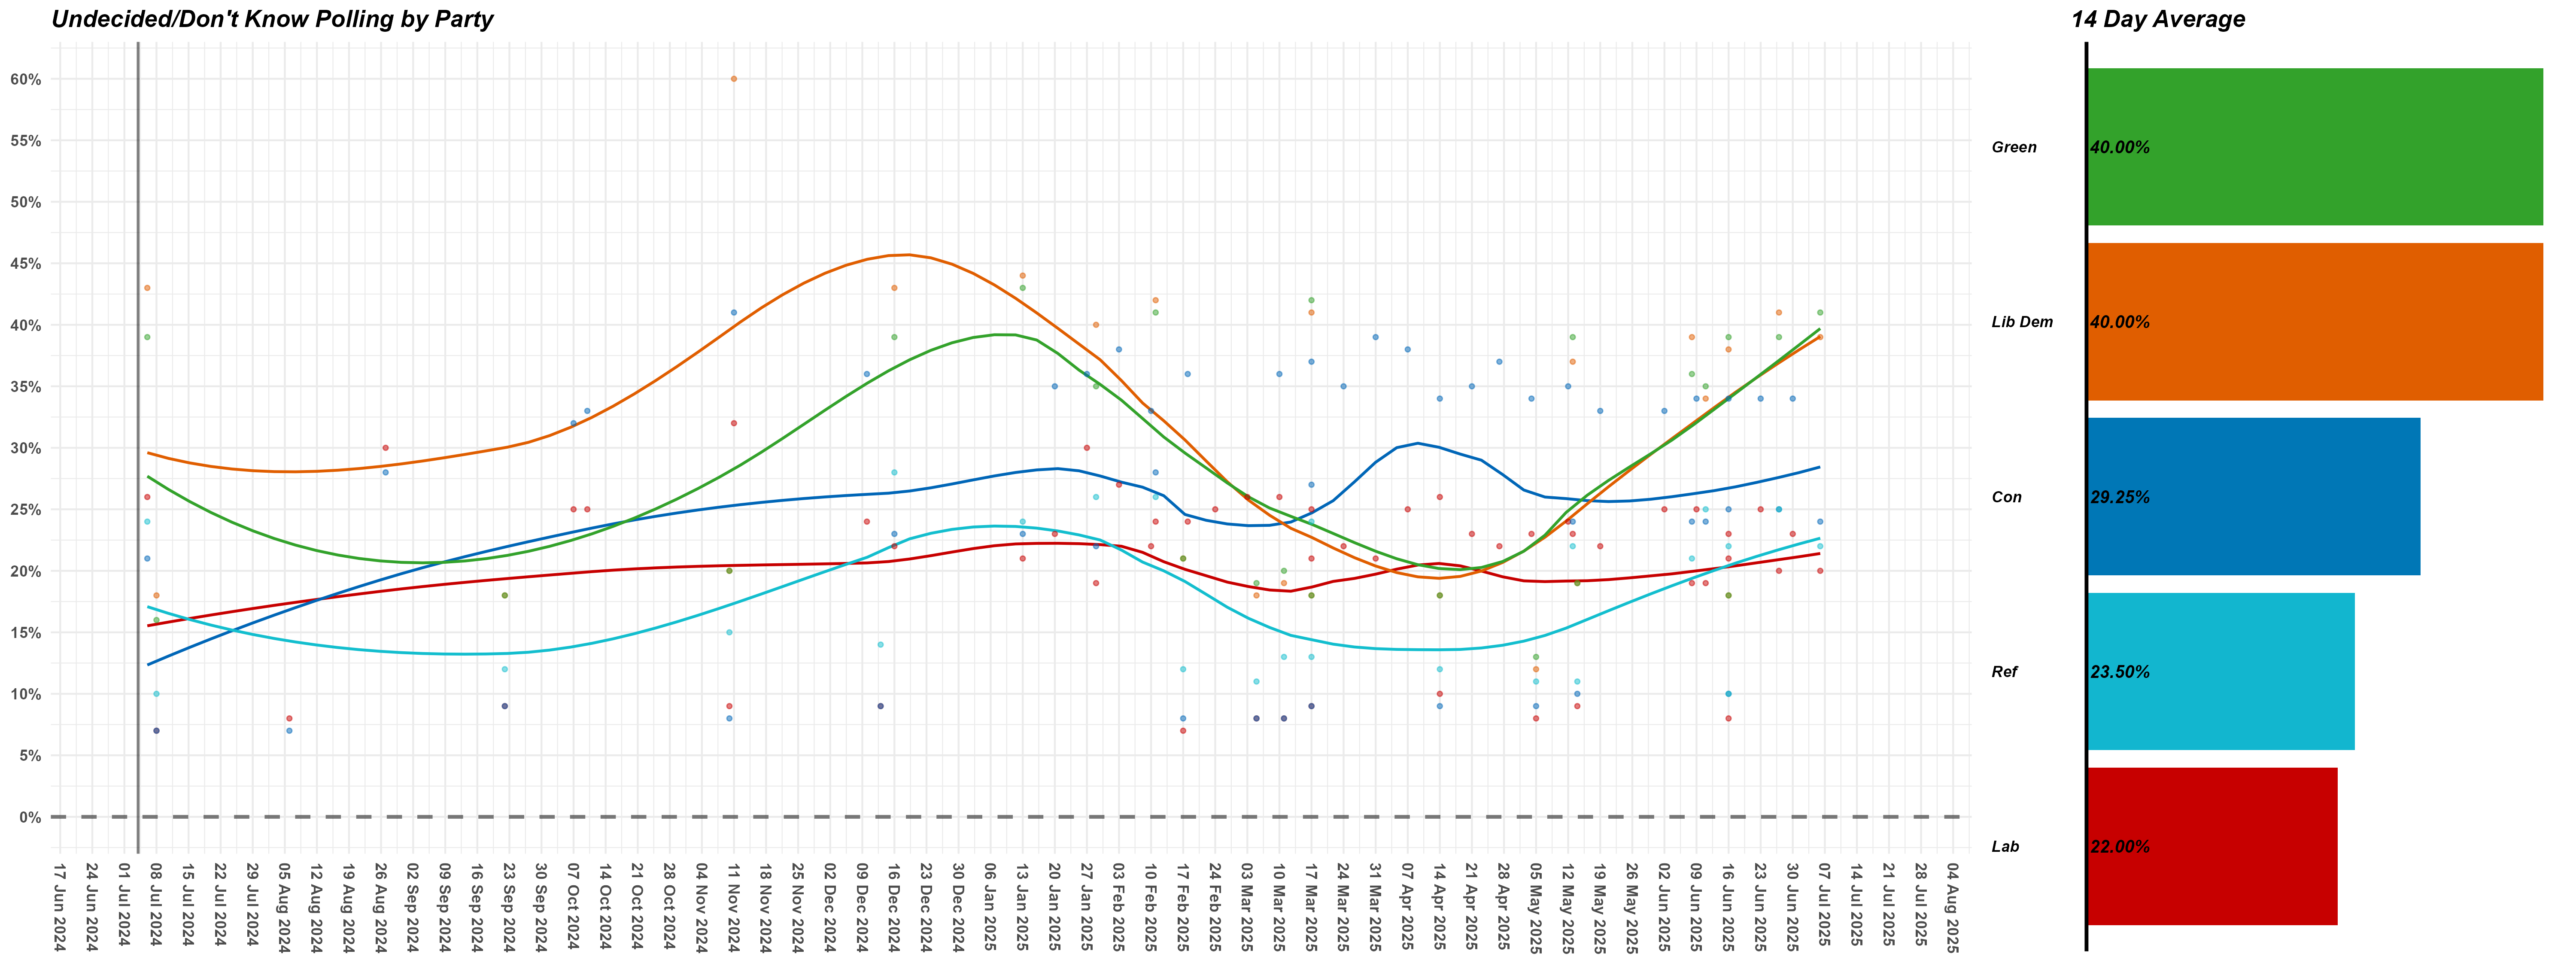 Undecided/Don't Know Polling by Party
60%
55%
50%
45%
40%
35%
30%
25%
20%
15%
10%
5%
0%
17 Jun 2024
24 Jun 2024
01 Jul 2024
08 Jul 2024
15 Jul 2024
22 Jul 2024
29 Jul 2024
05 Aug 2024
12 Aug 2024
19 Aug 2024
26 Aug 2024
02 Sep 2024
09 Sep 2024
16 Sep 2024
23 Sep 2024
30 Sep 2024
07 Oct 2024
14 Oct 2024
21 Oct 2024
28 Oct 2024
04 Nov 2024
11 Nov 2024
18 Nov 2024
25 Nov 2024
02 Dec 2024
09 Dec 2024
16 Dec 2024
23 Dec 2024
30 Dec 2024
06 Jan 2025
13 Jan 2025
20 Jan 2025
27 Jan 2025
03 Feb 2025
10 Feb 2025
17 Feb 2025
24 Feb 2025
03 Mar 2025
10 Mar 2025
17 Mar 2025
24 Mar 2025
31 Mar 2025
07 Apr 2025
14 Apr 2025
21 Apr 2025
28 Apr 2025
05 May 2025
12 May 2025
19 May 2025
26 May 2025
02 Jun 2025
09 Jun 2025
16 Jun 2025
23 Jun 2025
30 Jun 2025
07 Jul 2025
14 Jul 2025
21 Jul 2025
28 Jul 2025
04 Aug 2025
14 Day Average
Green 40.00%
Lib Dem 40.00%
Con 29.25%
Ref 23.50%
Lab 22.00%